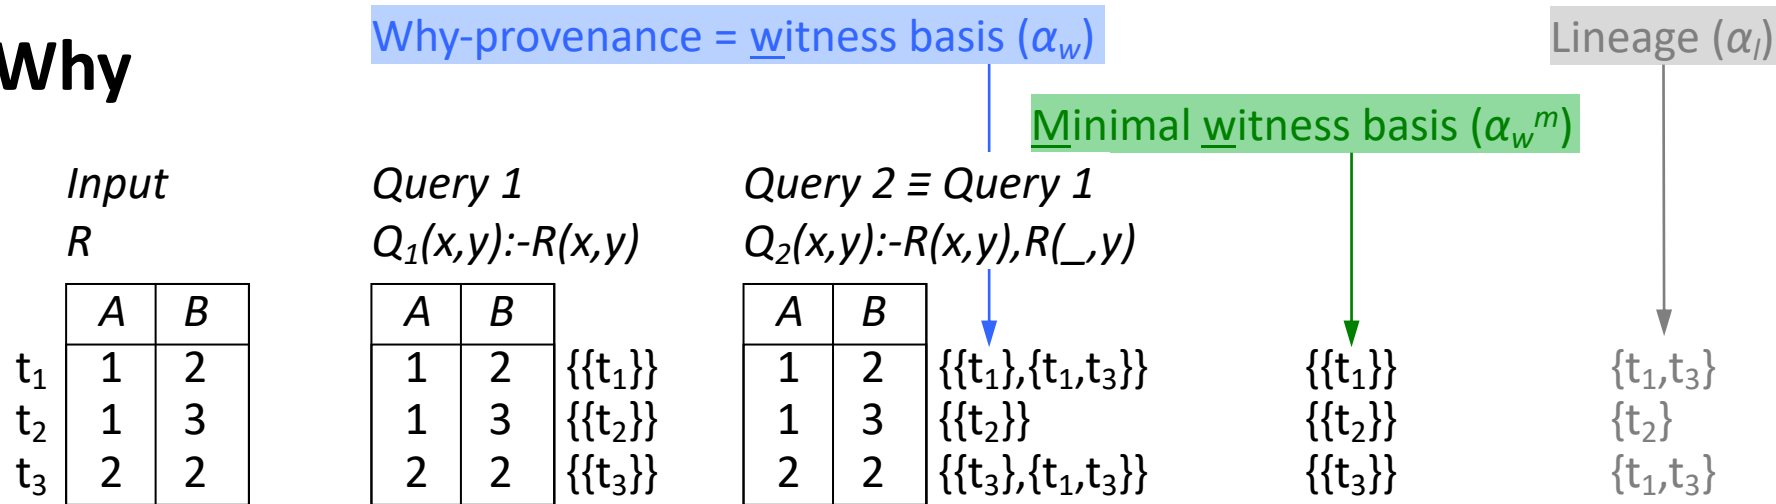 Why-provenance = witness basis (αw) Lineage (αl)
Why
Minimal witness basis (αwᵐ)
Input Query 1 Query 2 ≡ Query 1
R Q₁(x,y):-R(x,y) Q₂(x,y):-R(x,y),R(_,y)
A B A B A B
t₁ 1 2 1 2 {{t₁}} 1 2 {{t₁},{t₁,t₃}} {{t₁}} {t₁,t₃}
t₂ 1 3 1 3 {{t₂}} 1 3 {{t₂}} {{t₂}} {t₂}
t₃ 2 2 2 2 {{t₃}} 2 2 {{t₃},{t₁,t₃}} {{t₃}} {t₁,t₃}